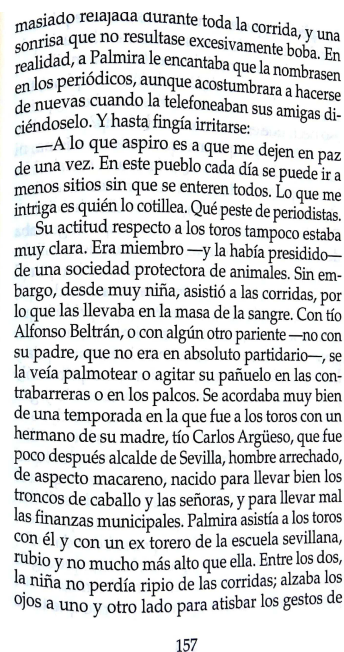 masiado relajada durante toda la corrida, y una
sonrisa que no resultase excesivamente boba. En
realidad, a Palmira le encantaba que la nombrasen
en los periódicos, aunque acostumbrara a hacerse
de nuevas cuando la telefoneaban sus amigas di-
ciéndoselo. Y hasta fingía irritarse:
—A lo que aspiro es a que me dejen en paz
de una vez. En este pueblo cada día se puede ir a
menos sitios sin que se enteren todos. Lo que me
intriga es quién lo cotillea. Qué peste de periodistas.
Su actitud respecto a los toros tampoco estaba
muy clara. Era miembro —y la había presidido—
de una sociedad protectora de animales. Sin em-
bargo, desde muy niña, asistió a las corridas, por
lo que las llevaba en la masa de la sangre. Con tío
Alfonso Beltrán, o con algún otro pariente —no con
su padre, que no era en absoluto partidario—, se
la veía palmotear o agitar su pañuelo en las con-
trabarreras o en los palcos. Se acordaba muy bien
de una temporada en la que fue a los toros con un
hermano de su madre, tío Carlos Argüeso, que fue
poco después alcalde de Sevilla, hombre arrechado,
de aspecto macareno, nacido para llevar bien los
troncos de caballo y las señoras, y para llevar mal
las finanzas municipales. Palmira asistía a los toros
con él y con un ex torero de la escuela sevillana,
rubio y no mucho más alto que ella. Entre los dos,
la niña no perdía ripio de las corridas; alzaba los
ojos a uno y otro lado para atisbar los gestos de
157